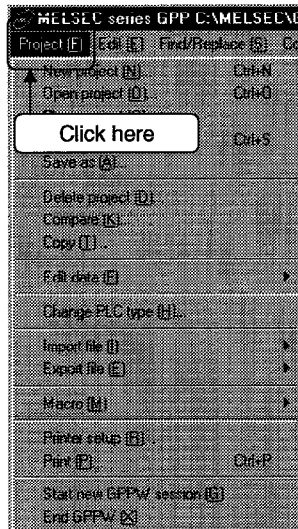 MELSEC series GPP C:\MELSEC\
Project [F] Edit [E] Find/Replace [S]
New project [N]... Ctrl+N
Open project [O]... Ctrl+O
Click here
Ctrl+S
Save as [A]...
Delete project [D]...
Compare [K]...
Copy [T]...
Edit data [F]
Change PLC type [H]...
Import file [I]
Export file [E]
Macro [M]
Printer setup [R]...
Print [P]... Ctrl+P
Start new GPPW session [G]
End GPPW [X]